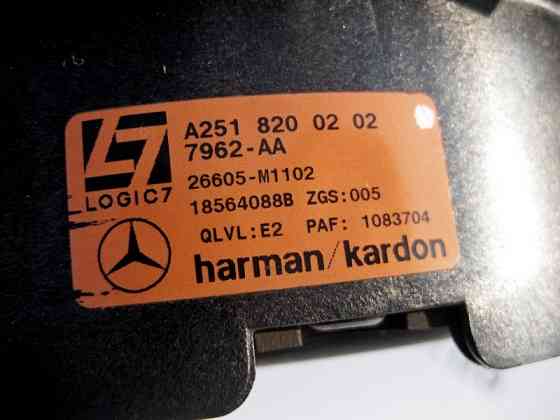 A251 820 02 02
7962-AA
LOGIC7
26605-M1102
18564088B ZGS:005
QLVL:E2 PAF: 1083704
harman/kardon